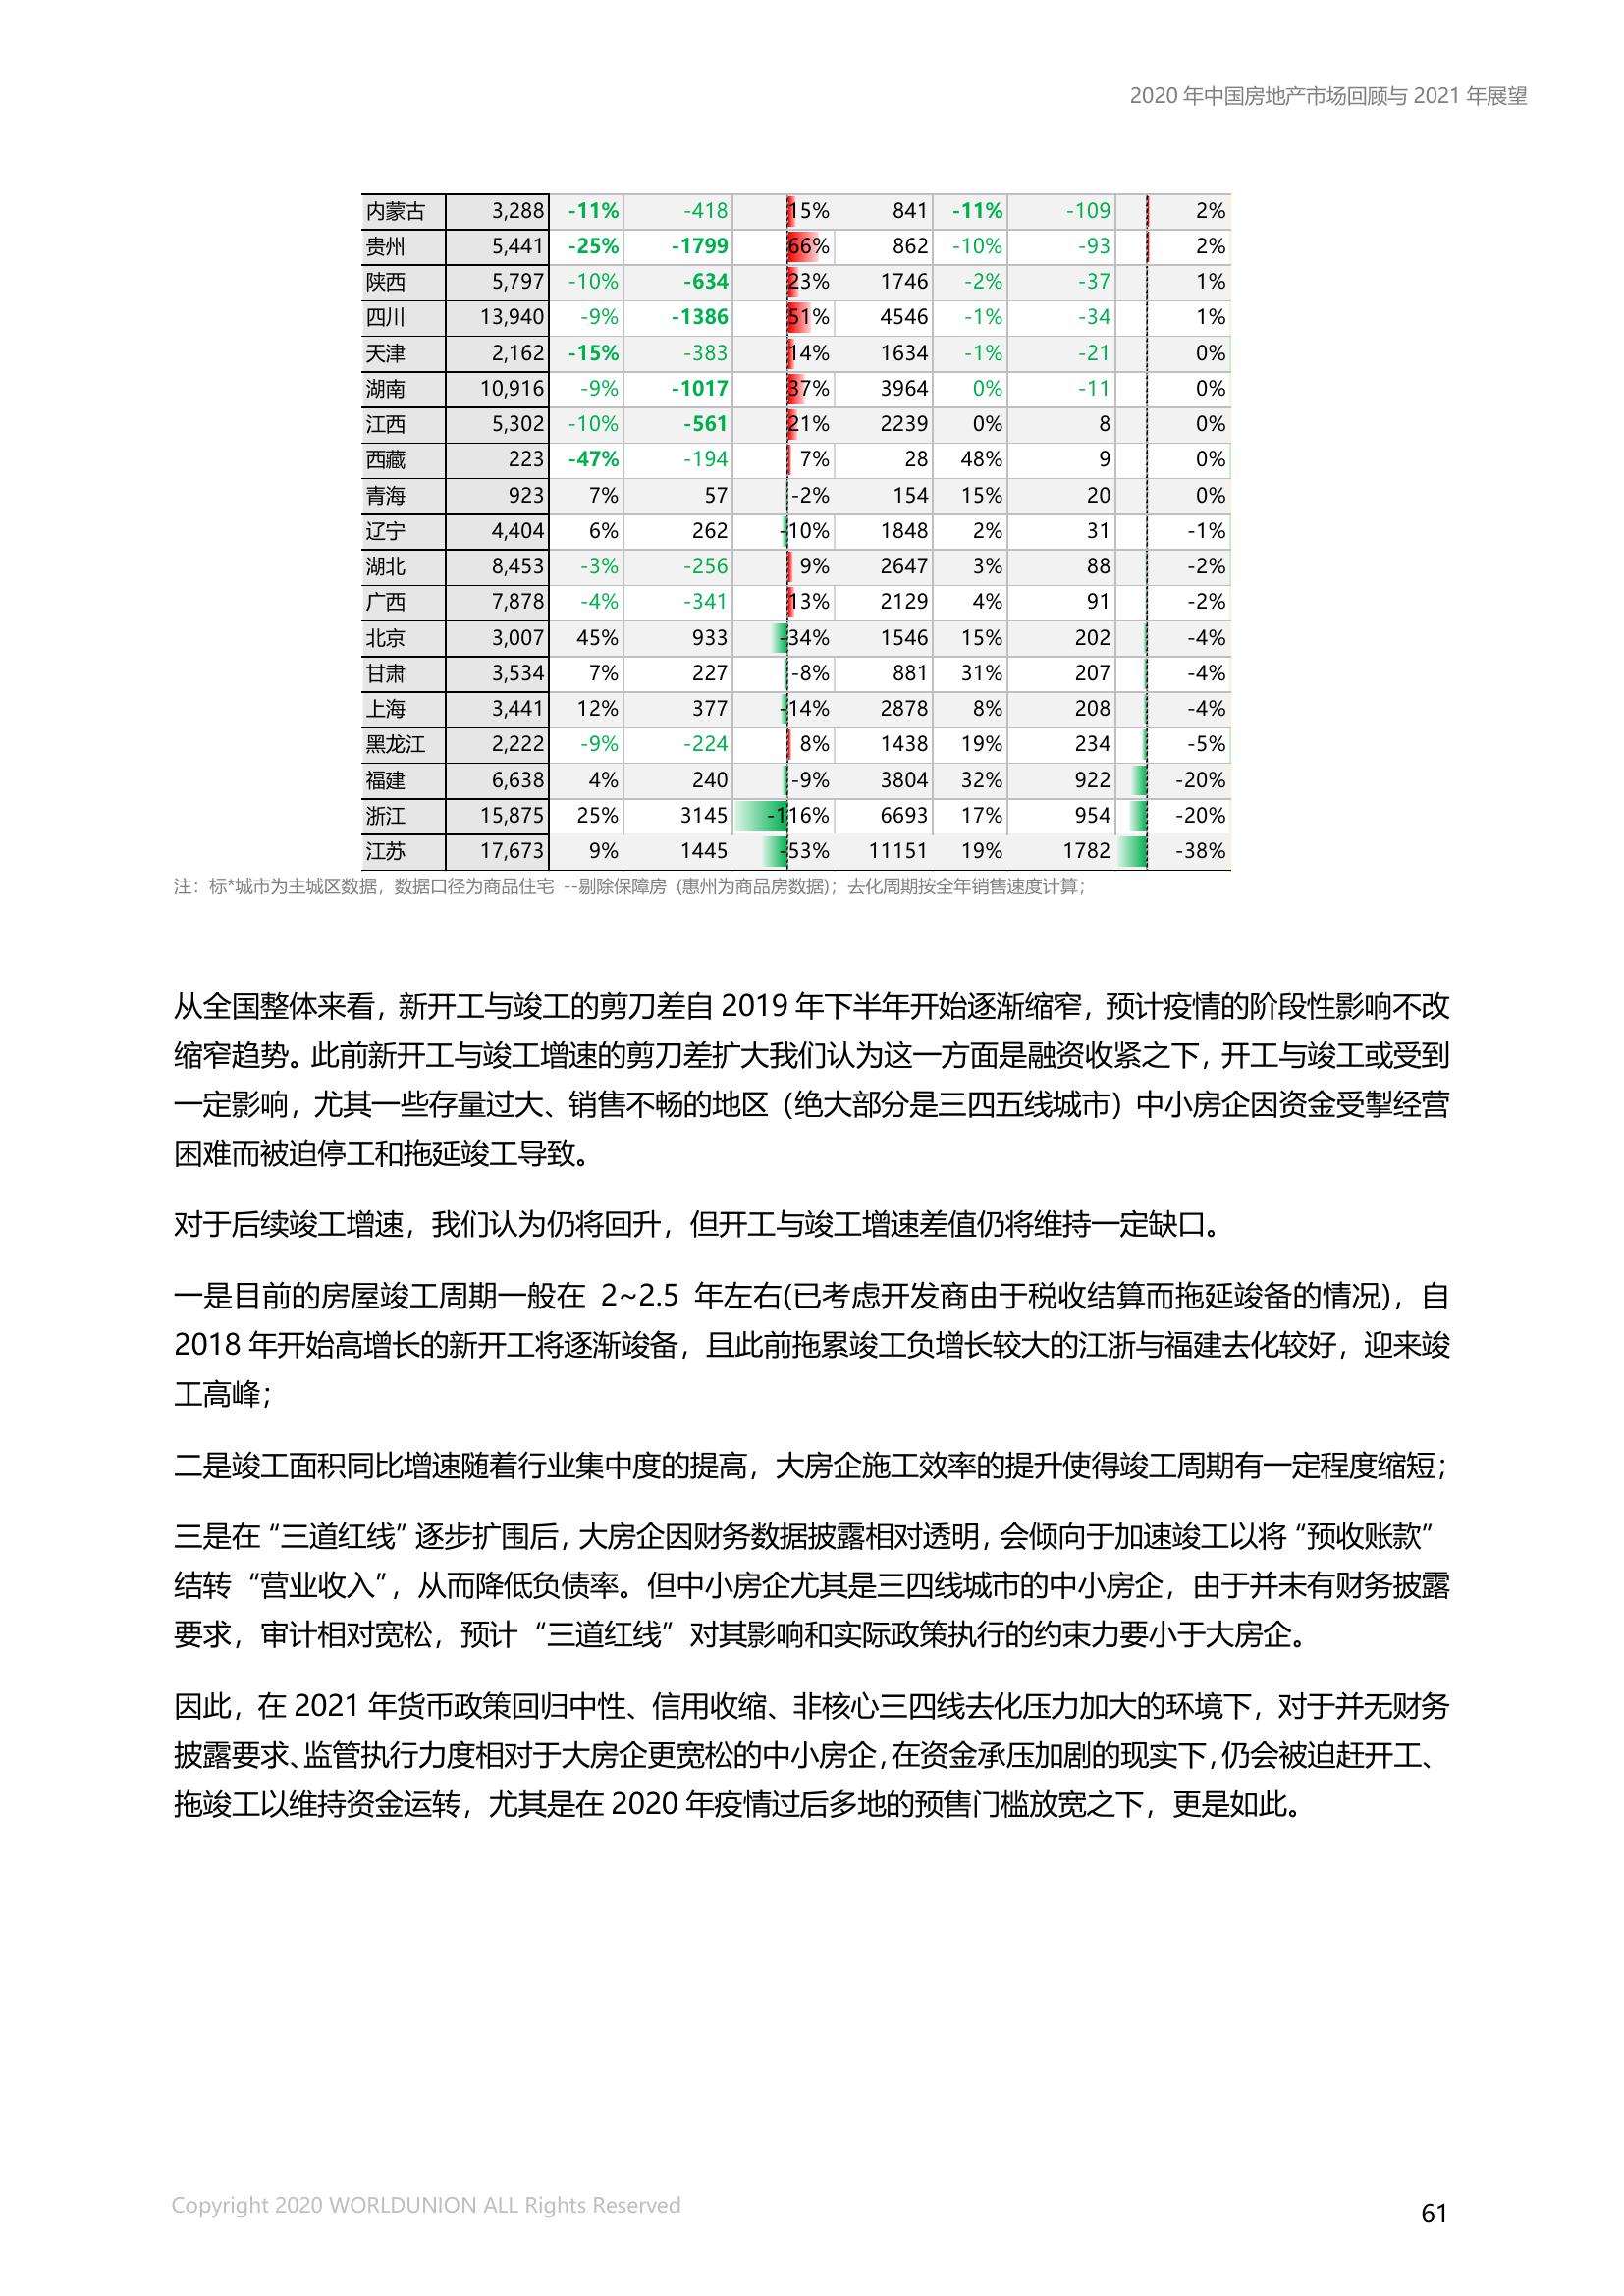 2020 年中国房地产市场回顾与 2021 年展望
内蒙古 3,288 -11% -418 15% 841 -11% -109 2%
贵州 5,441 -25% -1799 66% 862 -10% -93 2%
陕西 5,797 -10% -634 23% 1746 -2% -37 1%
四川 13,940 -9% -1386 51% 4546 -1% -34 1%
天津 2,162 -15% -383 14% 1634 -1% -21 0%
湖南 10,916 -9% -1017 37% 3964 0% -11 0%
江西 5,302 -10% -561 21% 2239 0% 8 0%
西藏 223 -47% -194 7% 28 48% 9 0%
青海 923 7% 57 -2% 154 15% 20 0%
辽宁 4,404 6% 262 -10% 1848 2% 31 -1%
湖北 8,453 -3% -256 9% 2647 3% 88 -2%
广西 7,878 -4% -341 13% 2129 4% 91 -2%
北京 3,007 45% 933 -34% 1546 15% 202 -4%
甘肃 3,534 7% 227 -8% 881 31% 207 -4%
上海 3,441 12% 377 -14% 2878 8% 208 -4%
黑龙江 2,222 -9% -224 8% 1438 19% 234 -5%
福建 6,638 4% 240 -9% 3804 32% 922 -20%
浙江 15,875 25% 3145 -116% 6693 17% 954 -20%
江苏 17,673 9% 1445 -53% 11151 19% 1782 -38%
注：标*城市为主城区数据，数据口径为商品住宅 --剔除保障房（惠州为商品房数据）；去化周期按全年销售速度计算；
从全国整体来看，新开工与竣工的剪刀差自 2019 年下半年开始逐渐缩窄，预计疫情的阶段性影响不改
缩窄趋势。此前新开工与竣工增速的剪刀差扩大我们认为这一方面是融资收紧之下，开工与竣工或受到
一定影响，尤其一些存量过大、销售不畅的地区（绝大部分是三四五线城市）中小房企因资金受掣经营
困难而被迫停工和拖延竣工导致。
对于后续竣工增速，我们认为仍将回升，但开工与竣工增速差值仍将维持一定缺口。
一是目前的房屋竣工周期一般在 2~2.5 年左右(已考虑开发商由于税收结算而拖延竣备的情况)，自
2018 年开始高增长的新开工将逐渐竣备，且此前拖累竣工负增长较大的江浙与福建去化较好，迎来竣
工高峰；
二是竣工面积同比增速随着行业集中度的提高，大房企施工效率的提升使得竣工周期有一定程度缩短；
三是在“三道红线”逐步扩围后，大房企因财务数据披露相对透明，会倾向于加速竣工以将“预收账款”
结转“营业收入”，从而降低负债率。但中小房企尤其是三四线城市的中小房企，由于并未有财务披露
要求，审计相对宽松，预计“三道红线”对其影响和实际政策执行的约束力要小于大房企。
因此，在 2021 年货币政策回归中性、信用收缩、非核心三四线去化压力加大的环境下，对于并无财务
披露要求、监管执行力度相对于大房企更宽松的中小房企，在资金承压加剧的现实下，仍会被迫赶开工、
拖竣工以维持资金运转，尤其是在 2020 年疫情过后多地的预售门槛放宽之下，更是如此。
Copyright 2020 WORLDUNION ALL Rights Reserved
61